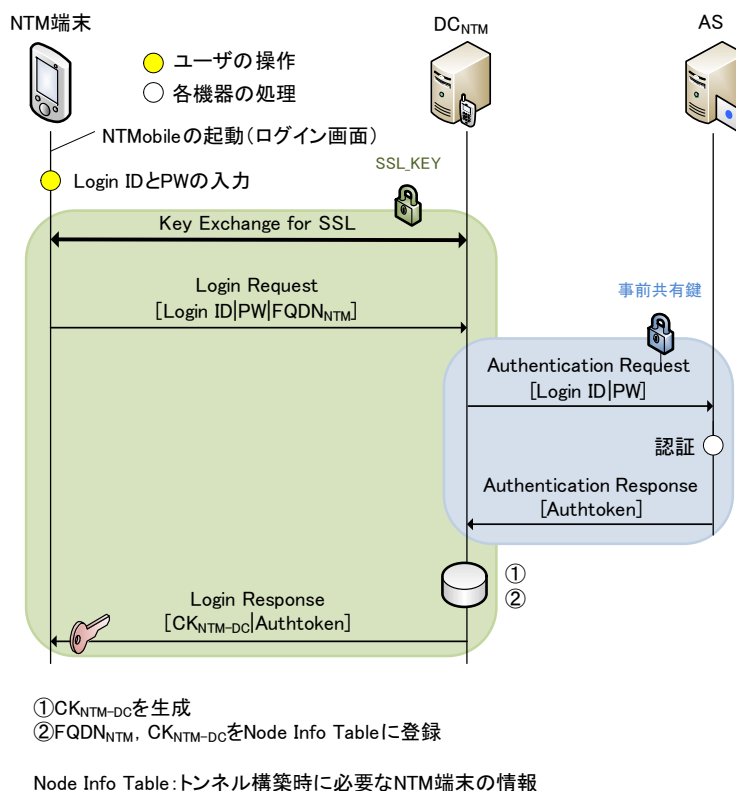 NTM端末
DCNTM
AS
ユーザの操作
各機器の処理
NTMobileの起動(ログイン画面)
SSL_KEY
Login IDとPWの入力
Key Exchange for SSL
Login Request
[Login ID|PW|FQDNNTM]
事前共有鍵
Authentication Request
[Login ID|PW]
認証
Authentication Response
[Authtoken]
①
②
Login Response
[CKNTM-DC|Authtoken]
①CKNTM-DCを生成
②FQDNNTM, CKNTM-DCをNode Info Tableに登録
Node Info Table:トンネル構築時に必要なNTM端末の情報